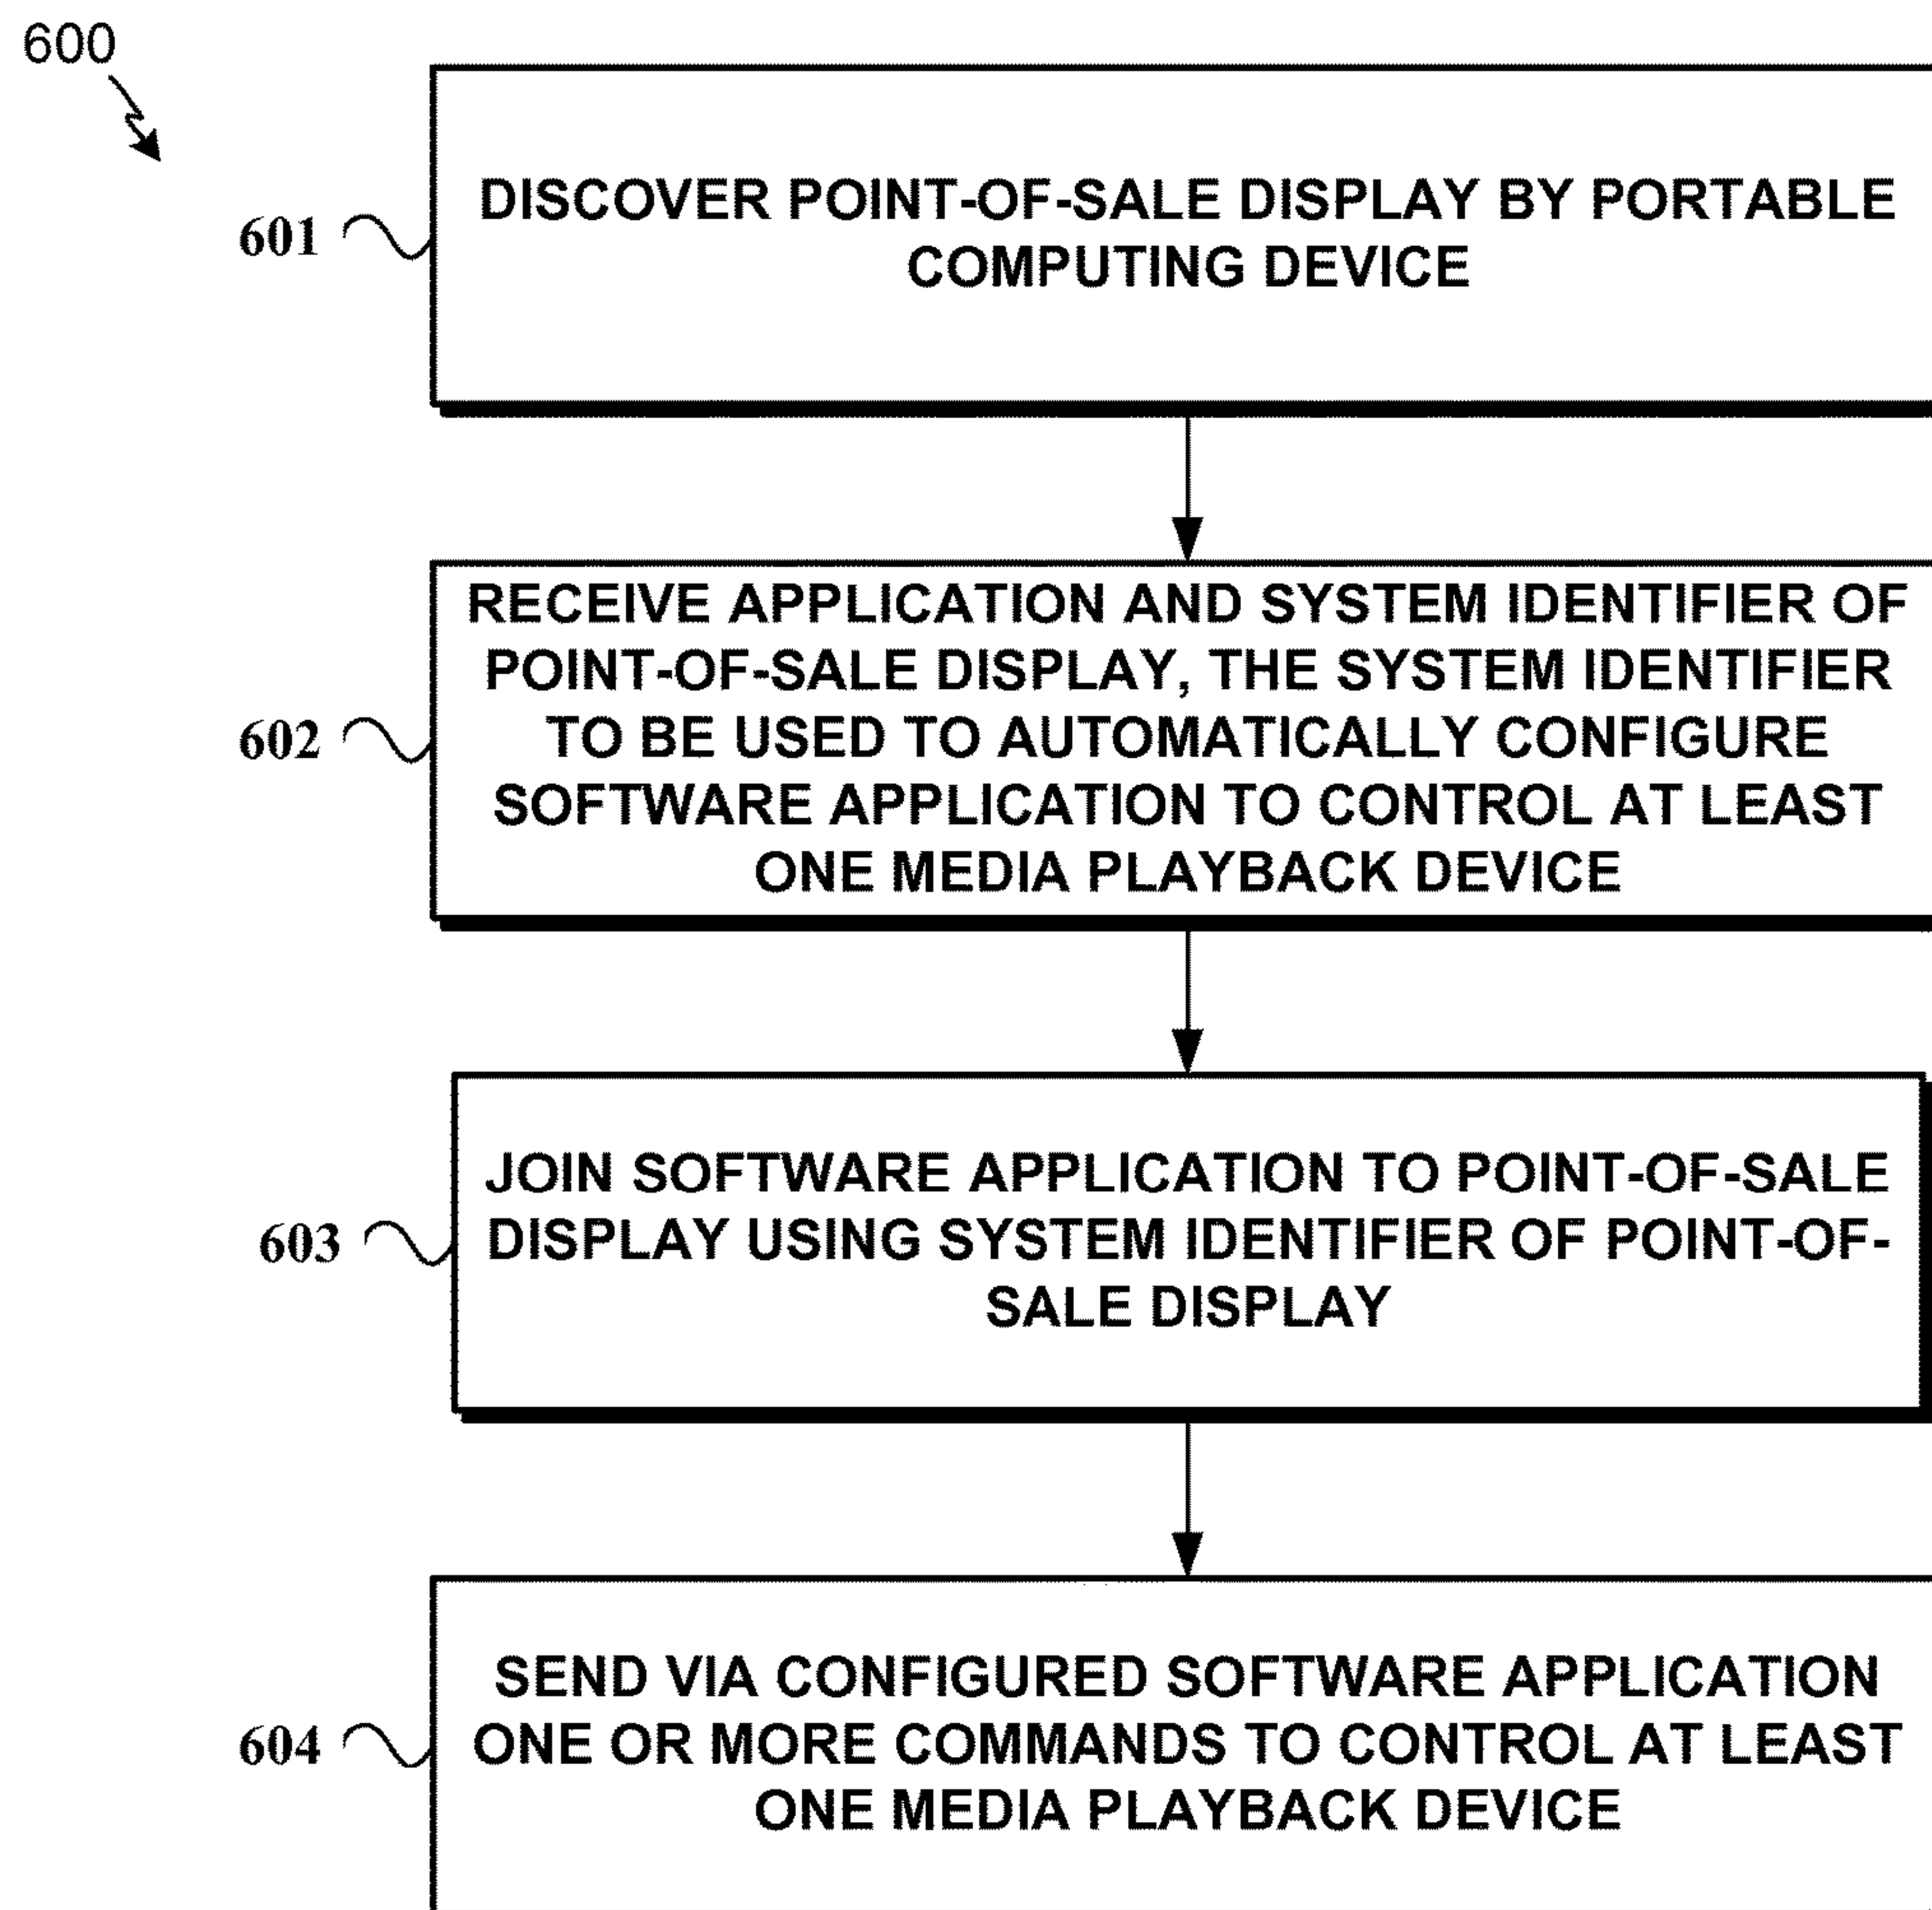 600
601
DISCOVER POINT-OF-SALE DISPLAY BY PORTABLE
COMPUTING DEVICE
602
RECEIVE APPLICATION AND SYSTEM IDENTIFIER OF
POINT-OF-SALE DISPLAY, THE SYSTEM IDENTIFIER
TO BE USED TO AUTOMATICALLY CONFIGURE
SOFTWARE APPLICATION TO CONTROL AT LEAST
ONE MEDIA PLAYBACK DEVICE
603
JOIN SOFTWARE APPLICATION TO POINT-OF-SALE
DISPLAY USING SYSTEM IDENTIFIER OF POINT-OF-
SALE DISPLAY
604
SEND VIA CONFIGURED SOFTWARE APPLICATION
ONE OR MORE COMMANDS TO CONTROL AT LEAST
ONE MEDIA PLAYBACK DEVICE